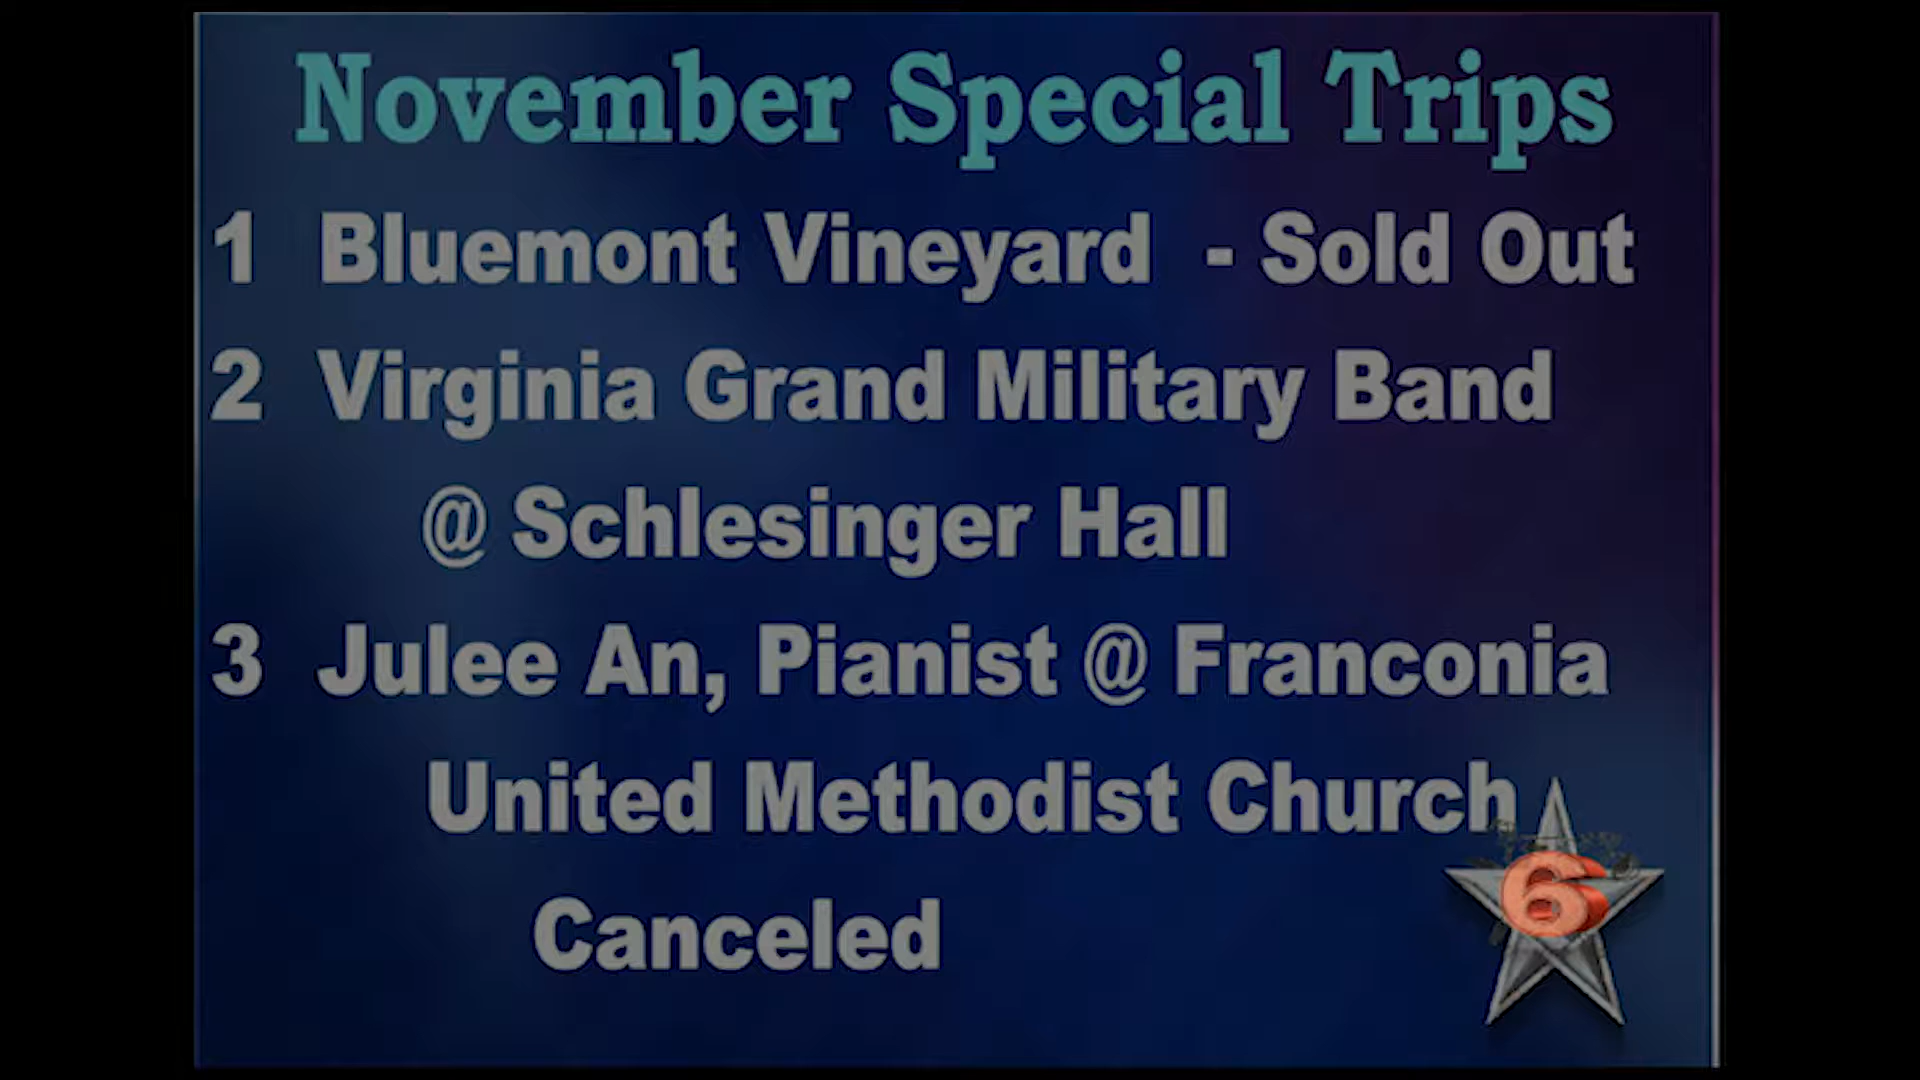 November Special Trips
1 Bluemont Vineyard - Sold Out
2 Virginia Grand Military Band
@ Schlesinger Hall
3 Julee An, Pianist @ Franconia
United Methodist Church
Canceled
6